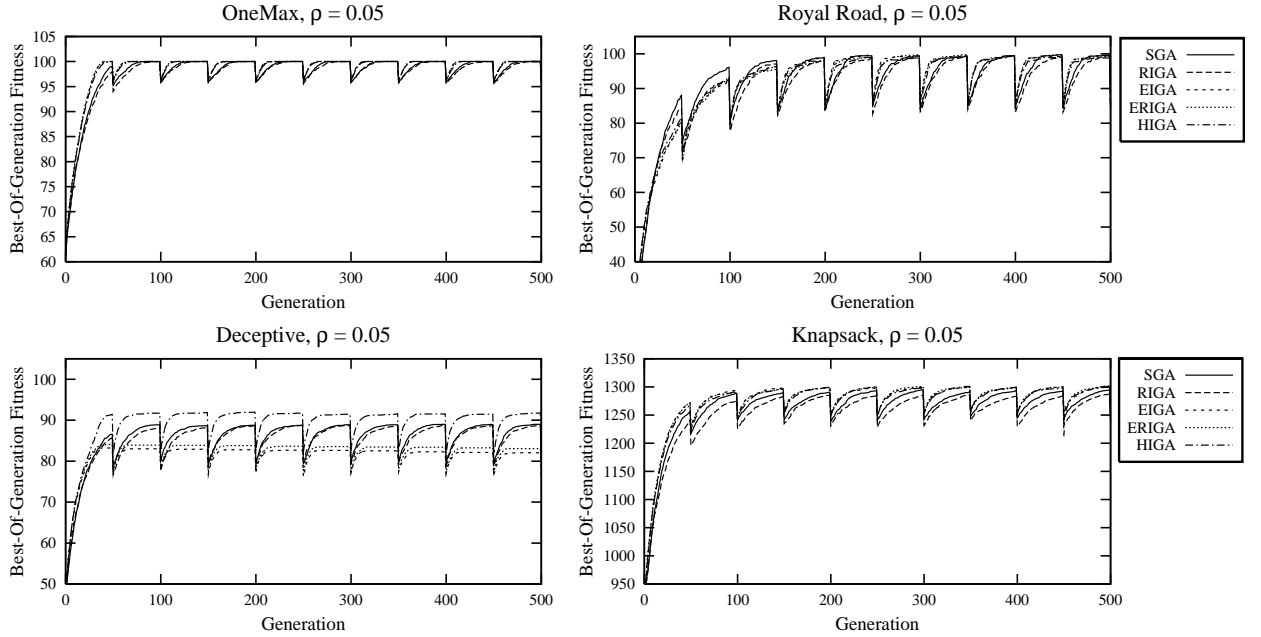 OneMax, ρ = 0.05
Best-Of-Generation Fitness
105
100
95
90
85
80
75
70
65
60
0
100
200
300
400
500
Generation
Royal Road, ρ = 0.05
Best-Of-Generation Fitness
100
90
80
70
60
50
40
0
100
200
300
400
500
Generation
SGA
RIGA
EIGA
ERIGA
HIGA
Deceptive, ρ = 0.05
Best-Of-Generation Fitness
100
90
80
70
60
50
0
100
200
300
400
500
Generation
Knapsack, ρ = 0.05
Best-Of-Generation Fitness
1350
1300
1250
1200
1150
1100
1050
1000
950
0
100
200
300
400
500
Generation
SGA
RIGA
EIGA
ERIGA
HIGA